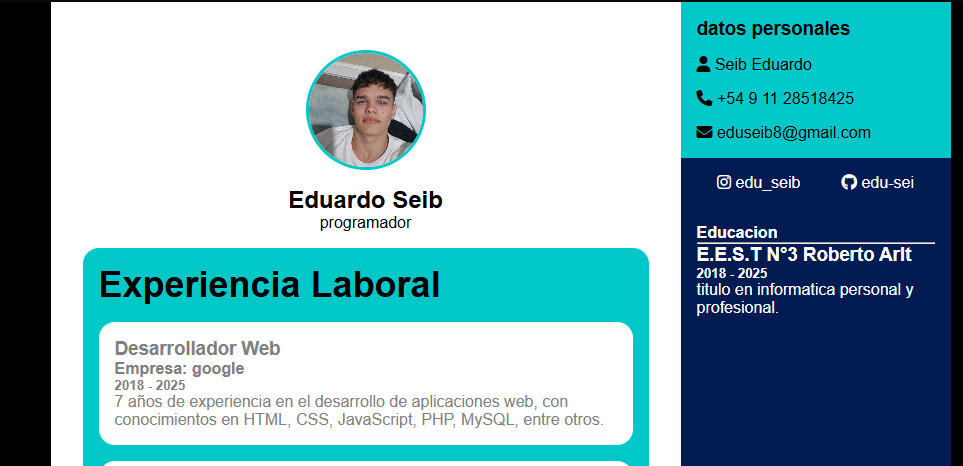 Eduardo Seib
programador
Experiencia Laboral
Desarrollador Web
Empresa: google
2018 - 2025
7 años de experiencia en el desarrollo de aplicaciones web, con
conocimientos en HTML, CSS, JavaScript, PHP, MySQL, entre otros.
datos personales
Seib Eduardo
+54 9 11 28518425
eduseib8@gmail.com
edu_seib edu-sei
Educacion
E.E.S.T N°3 Roberto Arlt
2018 - 2025
titulo en informatica personal y
profesional.